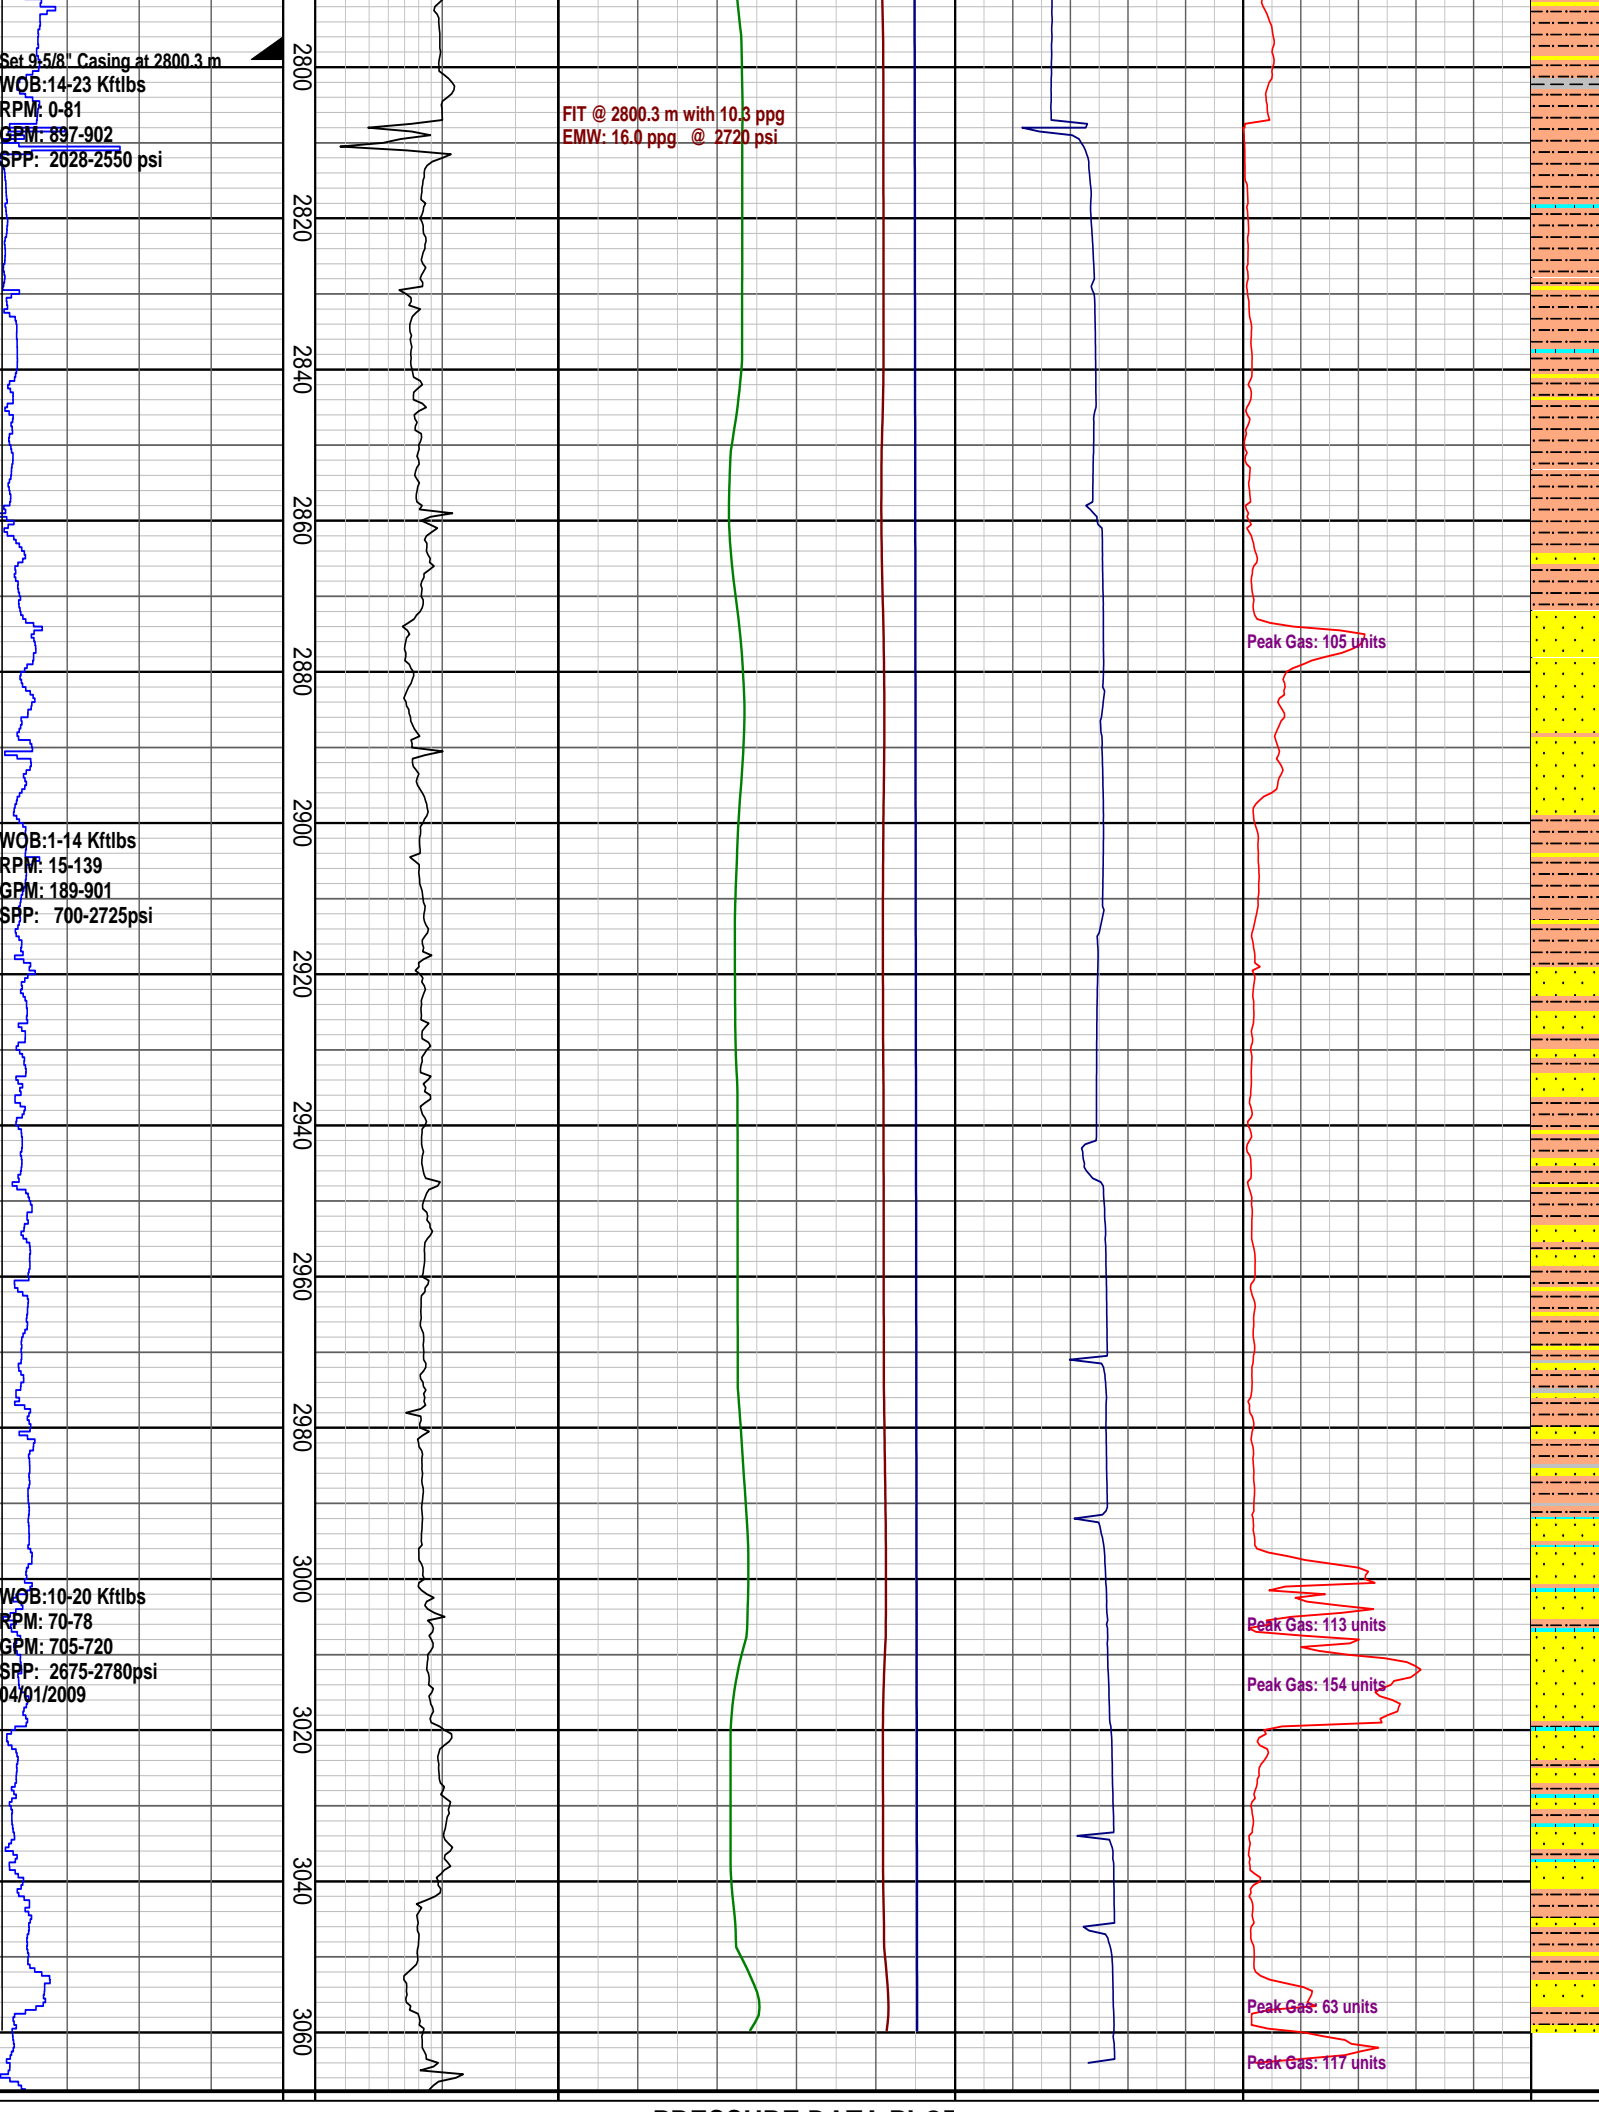 Set 9-5/8" Casing at 2800.3 m
WOB:14-23 Kftlbs
RPM: 0-81
GPM: 897-902
SPP: 2028-2550 psi
2800
FIT @ 2800.3 m with 10.3 ppg
EMW: 16.0 ppg @ 2720 psi
2820
2840
2860
Peak Gas: 105 units
2880
2900
WOB:1-14 Kftlbs
RPM: 15-139
GPM: 189-901
SPP: 700-2725psi
2920
2940
2960
2980
3000
WOB:10-20 Kftlbs
RPM: 70-78
GPM: 705-720
SPP: 2675-2780psi
04/01/2009
Peak Gas: 113 units
Peak Gas: 154 units
3020
3040
Peak Gas: 63 units
3060
Peak Gas: 117 units